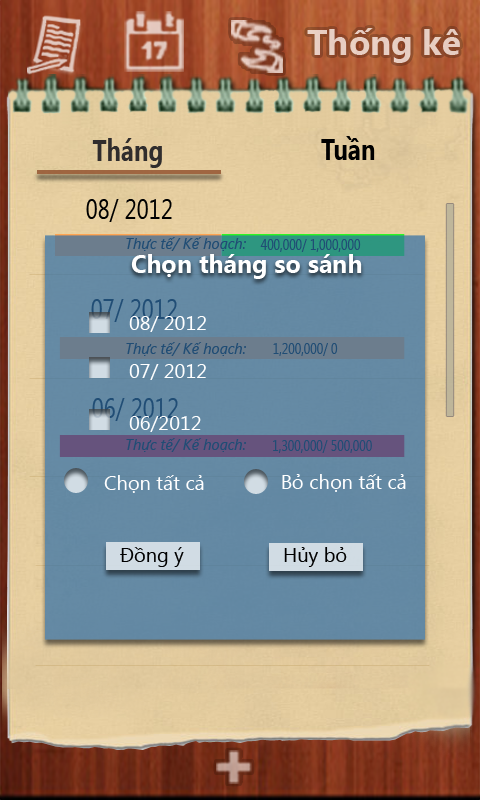 17
Thống kê
Tháng
Tuần
08/ 2012
Thực tế/ Kế hoạch: 400,000/ 1,000,000
Chọn tháng so sánh
07/ 2012
08/ 2012
Thực tế/ Kế hoạch: 1,200,000/ 0
07/ 2012
06/ 2012
06/2012
Thực tế/ Kế hoạch: 1,300,000/ 500,000
Chọn tất cả
Bỏ chọn tất cả
Đồng ý
Hủy bỏ